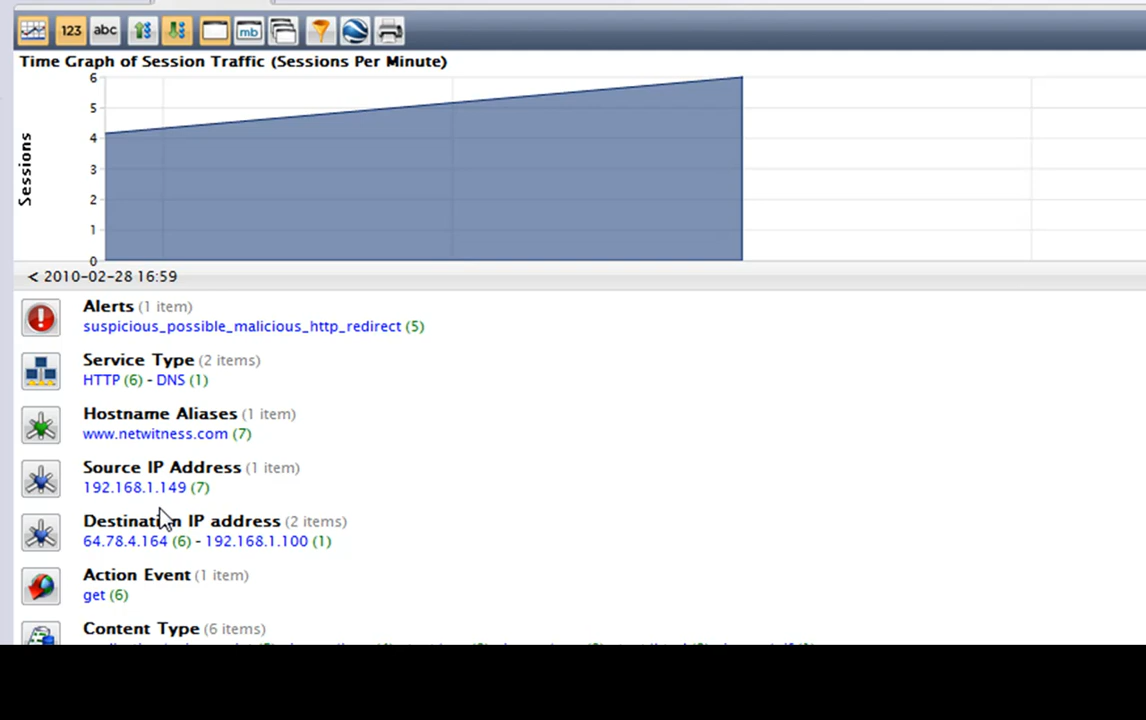 123 abc mb
Time Graph of Session Traffic (Sessions Per Minute)
6
5
4
3
2
1
0
Sessions
< 2010-02-28 16:59
Alerts (1 item)
suspicious_possible_malicious_http_redirect (5)
Service Type (2 items)
HTTP (6) - DNS (1)
Hostname Aliases (1 item)
www.netwitness.com (7)
Source IP Address (1 item)
192.168.1.149 (7)
Destination IP address (2 items)
64.78.4.164 (6) - 192.168.1.100 (1)
Action Event (1 item)
get (6)
Content Type (6 items)